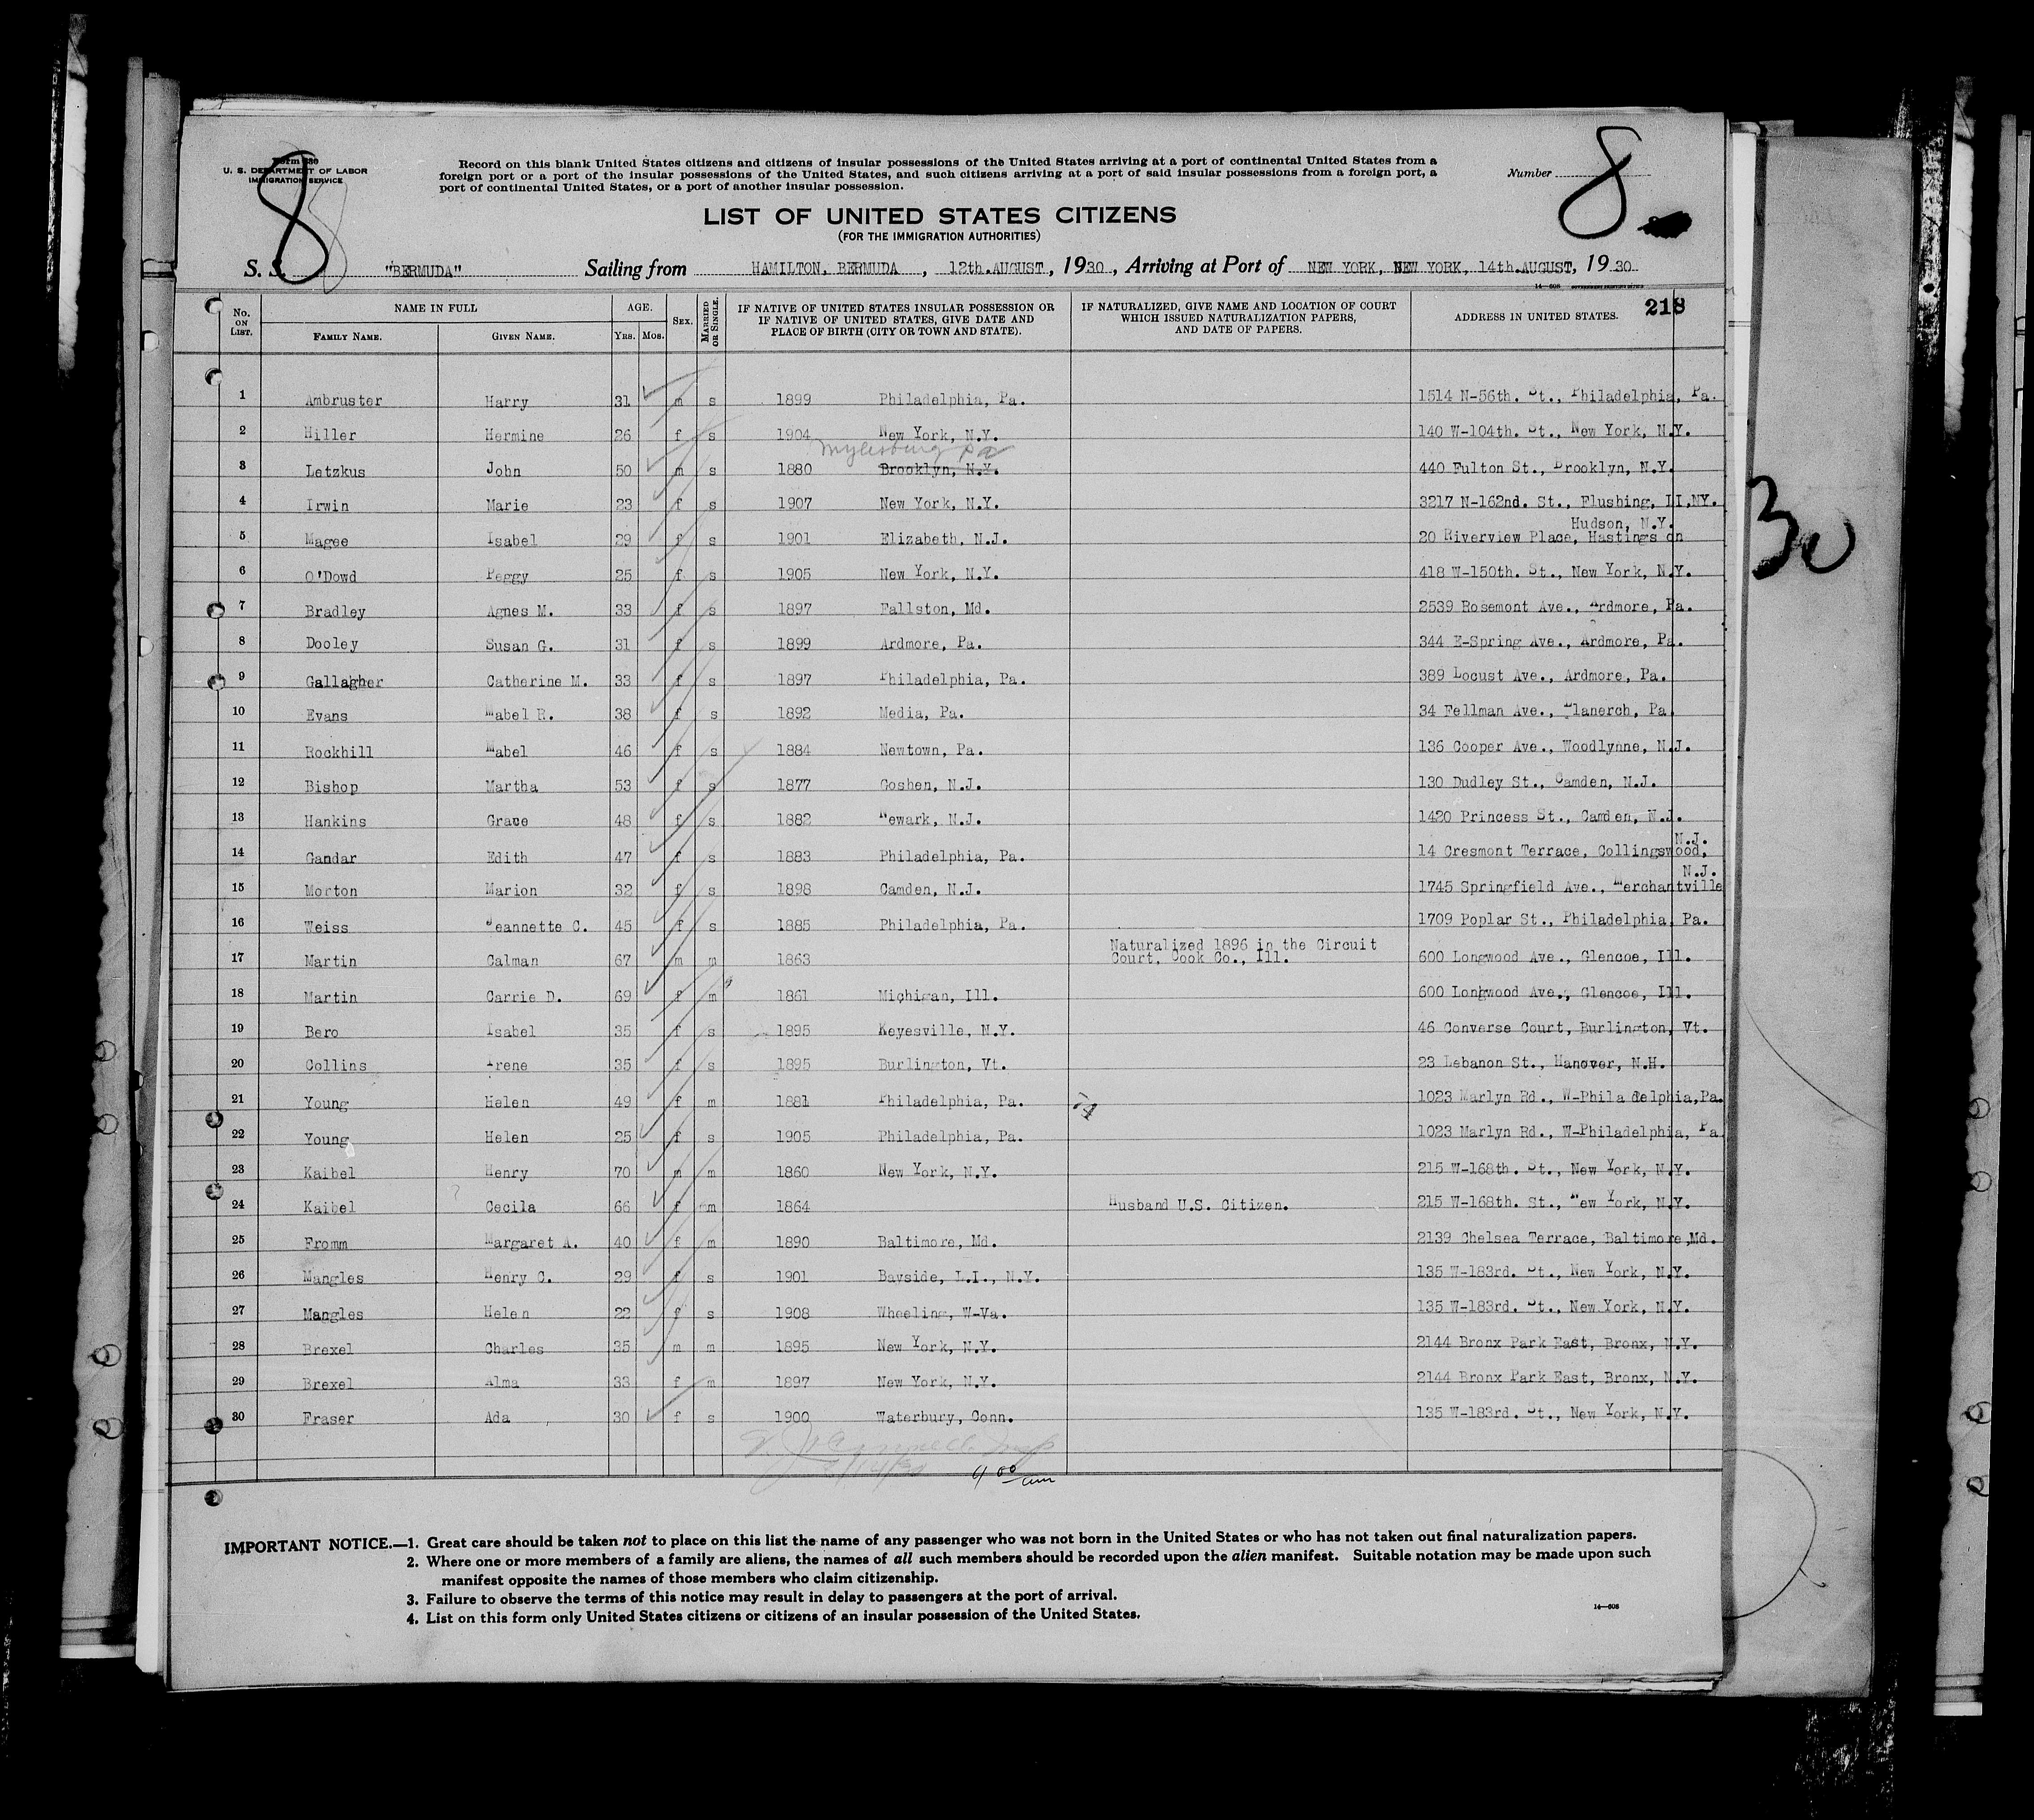 8
Form 630
U. S. DEPARTMENT OF LABOR
IMMIGRATION SERVICE
Record on this blank United States citizens and citizens of insular possessions of the United States arriving at a port of continental United States from a
foreign port or a port of the insular possessions of the United States, and such citizens arriving at a port of said insular possessions from a foreign port, a
port of continental United States, or a port of another insular possession.
Number 8
LIST OF UNITED STATES CITIZENS
(FOR THE IMMIGRATION AUTHORITIES)
S. S. "BERMUDA" Sailing from HAMILTON, BERMUDA , 12th.AUGUST , 1930 , Arriving at Port of NEW YORK, NEW YORK, 14th.AUGUST, 1930
14—608
218
No. ON LIST. NAME IN FULL AGE. SEX. MARRIED OR SINGLE. IF NATIVE OF UNITED STATES INSULAR POSSESSION OR IF NATIVE OF UNITED STATES, GIVE DATE AND PLACE OF BIRTH (CITY OR TOWN AND STATE). IF NATURALIZED, GIVE NAME AND LOCATION OF COURT WHICH ISSUED NATURALIZATION PAPERS, AND DATE OF PAPERS. ADDRESS IN UNITED STATES.
FAMILY NAME. GIVEN NAME. YRS. MOS.
1 Ambruster Harry 31 m s 1899 Philadelphia, Pa. 1514 N-56th. St., Philadelphia, Pa.
2 Hiller Hermine 26 f s 1904 New York, N.Y. 140 W-104th. St., New York, N.Y.
Mylesburg Pa
3 Letzkus John 50 m s 1880 Brooklyn, N.Y. 440 Fulton St., Brooklyn, N.Y.
4 Irwin Marie 23 f s 1907 New York, N.Y. 3217 N-162nd. St., Flushing, LI,NY.
Hudson, N.Y.
5 Magee Isabel 29 f s 1901 Elizabeth, N.J. 20 Riverview Place, Hastings on
6 O'Dowd Peggy 25 f s 1905 New York, N.Y. 418 W-150th. St., New York, N.Y.
7 Bradley Agnes M. 33 f s 1897 Fallston, Md. 2539 Rosemont Ave., Ardmore, Pa.
8 Dooley Susan G. 31 f s 1899 Ardmore, Pa. 344 E-Spring Ave., Ardmore, Pa.
9 Gallagher Catherine M. 33 f s 1897 Philadelphia, Pa. 389 Locust Ave., Ardmore, Pa.
10 Evans Mabel R. 38 f s 1892 Media, Pa. 34 Fellman Ave., Llanerch, Pa
11 Rockhill Mabel 46 f s 1884 Newtown, Pa. 136 Cooper Ave., Woodlynne, N.J.
12 Bishop Martha 53 f s 1877 Goshen, N.J. 130 Dudley St., Camden, N.J.
13 Hankins Grace 48 f s 1882 Newark, N.J. 1420 Princess St., Camden, N.J.
N.J.
14 Gandar Edith 47 f s 1883 Philadelphia, Pa. 14 Cresmont Terrace, Collingswood,
N.J.
15 Morton Marion 32 f s 1898 Camden, N.J. 1745 Springfield Ave., Merchantville
16 Weiss Jeannette C. 45 f s 1885 Philadelphia, Pa. 1709 Poplar St., Philadelphia, Pa.
Naturalized 1896 in the Circuit
17 Martin Calman 67 m m 1863 Court, Cook Co., Ill. 600 Longwood Ave., Glencoe, Ill.
18 Martin Carrie D. 69 f m 1861 Michigan, Ill. 600 Longwood Ave., Glencoe, Ill.
19 Bero Isabel 35 f s 1895 Keyesville, N.Y. 46 Converse Court, Burlington, Vt.
20 Collins Irene 35 f s 1895 Burlington, Vt. 23 Lebanon St., Hanover, N.H.
21 Young Helen 49 f m 1881 Philadelphia, Pa. 1023 Marlyn Rd., W-Phila delphia,Pa.
22 Young Helen 25 f s 1905 Philadelphia, Pa. 1023 Marlyn Rd., W-Philadelphia, Pa
23 Kaibel Henry 70 m m 1860 New York, N.Y. 215 W-168th. St., New York, N.Y.
24 Kaibel Cecila 66 f m 1864 Husband U.S. Citizen. 215 W-168th. St., New York, N.Y.
25 Fromm Margaret A. 40 f m 1890 Baltimore, Md. 2139 Chelsea Terrace, Baltimore,Md.
26 Mangles Henry C. 29 f s 1901 Bayside, L.I., N.Y. 135 W-183rd. St., New York, N.Y.
27 Mangles Helen 22 f s 1908 Wheeling, W-Va. 135 W-183rd. St., New York, N.Y.
28 Brexel Charles 35 m m 1895 New York, N.Y. 2144 Bronx Park East, Bronx, N.Y.
29 Brexel Alma 33 f m 1897 New York, N.Y. 2144 Bronx Park East, Bronx, N.Y.
30 Fraser Ada 30 f s 1900 Waterbury, Conn. 135 W-183rd. St., New York, N.Y.
8/14/30
30
IMPORTANT NOTICE.—1. Great care should be taken not to place on this list the name of any passenger who was not born in the United States or who has not taken out final naturalization papers.
2. Where one or more members of a family are aliens, the names of all such members should be recorded upon the alien manifest. Suitable notation may be made upon such
manifest opposite the names of those members who claim citizenship.
3. Failure to observe the terms of this notice may result in delay to passengers at the port of arrival.
4. List on this form only United States citizens or citizens of an insular possession of the United States.
14—608